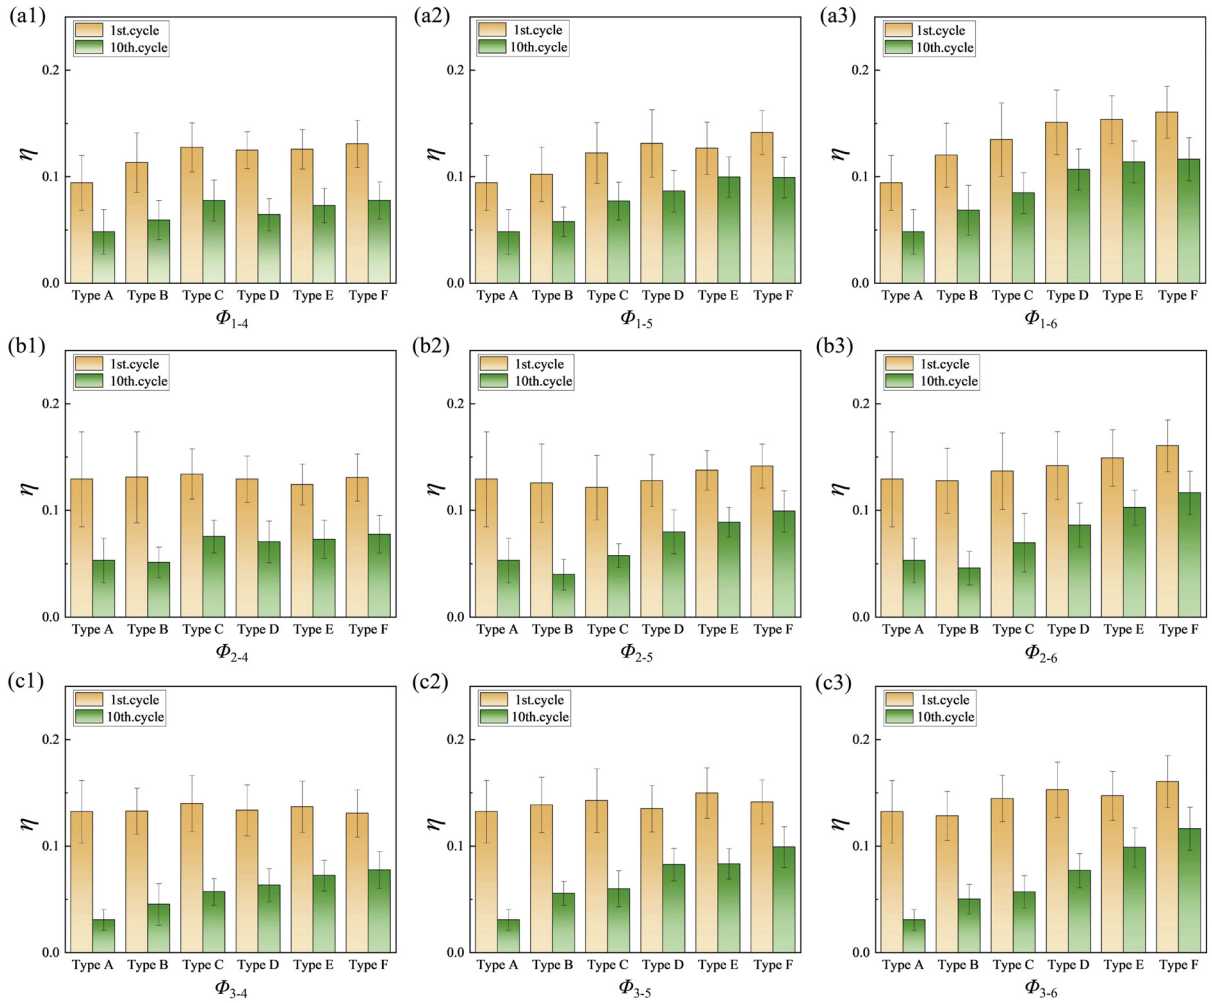 (a1)
1st.cycle
10th.cycle
0.2
0.1
0.0
η
Type A Type B Type C Type D Type E Type F
Φ1-4
(a2)
1st.cycle
10th.cycle
0.2
0.1
0.0
η
Type A Type B Type C Type D Type E Type F
Φ1-5
(a3)
1st.cycle
10th.cycle
0.2
0.1
0.0
η
Type A Type B Type C Type D Type E Type F
Φ1-6
(b1)
1st.cycle
10th.cycle
0.2
0.1
0.0
η
Type A Type B Type C Type D Type E Type F
Φ2-4
(b2)
1st.cycle
10th.cycle
0.2
0.1
0.0
η
Type A Type B Type C Type D Type E Type F
Φ2-5
(b3)
1st.cycle
10th.cycle
0.2
0.1
0.0
η
Type A Type B Type C Type D Type E Type F
Φ2-6
(c1)
1st.cycle
10th.cycle
0.2
0.1
0.0
η
Type A Type B Type C Type D Type E Type F
Φ3-4
(c2)
1st.cycle
10th.cycle
0.2
0.1
0.0
η
Type A Type B Type C Type D Type E Type F
Φ3-5
(c3)
1st.cycle
10th.cycle
0.2
0.1
0.0
η
Type A Type B Type C Type D Type E Type F
Φ3-6